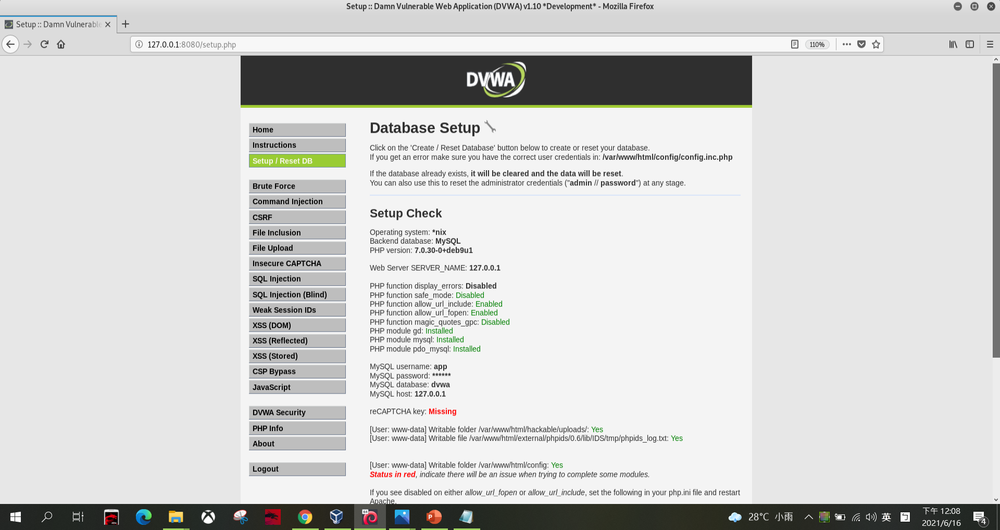 Setup :: Damn Vulnerable Web Application (DVWA) v1.10 *Development* - Mozilla Firefox
Setup :: Damn Vulnerable
127.0.0.1:8080/setup.php
110%
DVWA
Home
Instructions
Setup / Reset DB
Brute Force
Command Injection
CSRF
File Inclusion
File Upload
Insecure CAPTCHA
SQL Injection
SQL Injection (Blind)
Weak Session IDs
XSS (DOM)
XSS (Reflected)
XSS (Stored)
CSP Bypass
JavaScript
DVWA Security
PHP Info
About
Logout
Database Setup
Click on the 'Create / Reset Database' button below to create or reset your database.
If you get an error make sure you have the correct user credentials in: /var/www/html/config/config.inc.php
If the database already exists, it will be cleared and the data will be reset.
You can also use this to reset the administrator credentials ("admin // password") at any stage.
Setup Check
Operating system: *nix
Backend database: MySQL
PHP version: 7.0.30-0+deb9u1
Web Server SERVER_NAME: 127.0.0.1
PHP function display_errors: Disabled
PHP function safe_mode: Disabled
PHP function allow_url_include: Enabled
PHP function allow_url_fopen: Enabled
PHP function magic_quotes_gpc: Disabled
PHP module gd: Installed
PHP module mysql: Installed
PHP module pdo_mysql: Installed
MySQL username: app
MySQL password: ******
MySQL database: dvwa
MySQL host: 127.0.0.1
reCAPTCHA key: Missing
[User: www-data] Writable folder /var/www/html/hackable/uploads/: Yes
[User: www-data] Writable file /var/www/html/external/phpids/0.6/lib/IDS/tmp/phpids_log.txt: Yes
[User: www-data] Writable folder /var/www/html/config: Yes
Status in red, indicate there will be an issue when trying to complete some modules.
If you see disabled on either allow_url_fopen or allow_url_include, set the following in your php.ini file and restart
Apache.
64
P
28°C 小雨
英
下午 12:08
2021/6/16
4